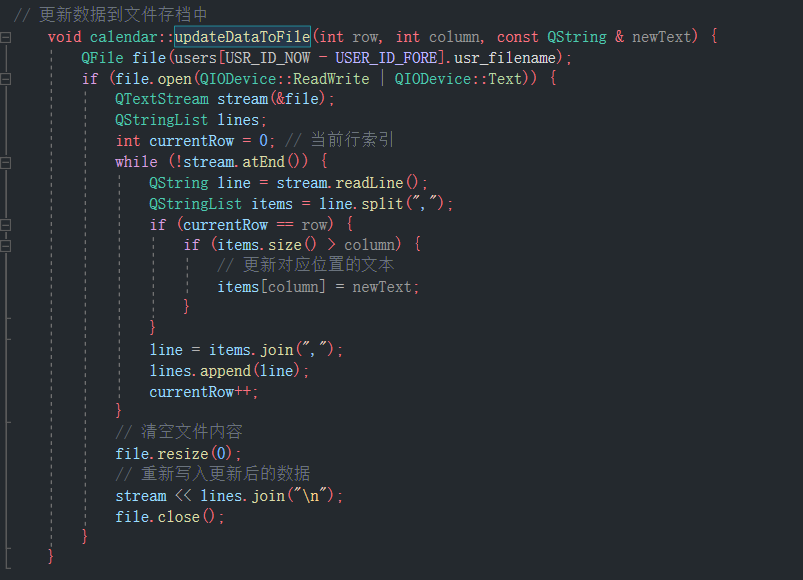 // 更新数据到文件存档中
void calendar::updateDataToFile(int row, int column, const QString & newText) {
QFile file(users[USR_ID_NOW - USER_ID_FORE].usr_filename);
if (file.open(QIODevice::ReadWrite | QIODevice::Text)) {
QTextStream stream(&file);
QStringList lines;
int currentRow = 0; // 当前行索引
while (!stream.atEnd()) {
QString line = stream.readLine();
QStringList items = line.split(",");
if (currentRow == row) {
if (items.size() > column) {
// 更新对应位置的文本
items[column] = newText;
}
}
line = items.join(",");
lines.append(line);
currentRow++;
}
// 清空文件内容
file.resize(0);
// 重新写入更新后的数据
stream << lines.join("\n");
file.close();
}
}